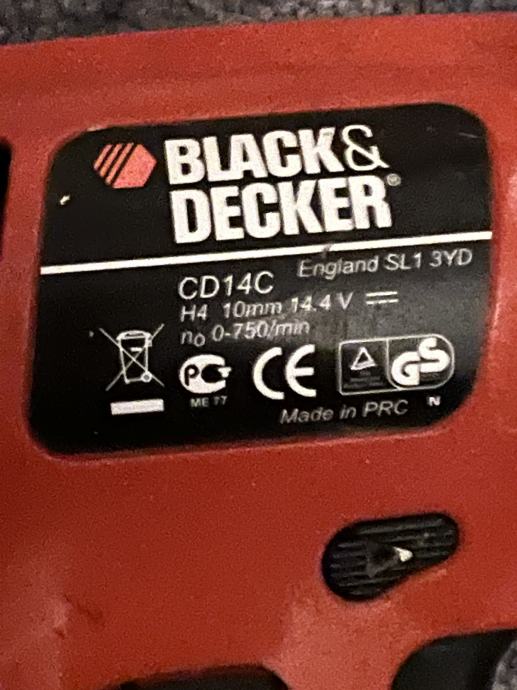 BLACK&
DECKER®
England SL1 3YD
CD14C
H4 10mm 14.4 V
n₀ 0-750/min
PC
CE
GS
ME 77
Made in PRC
N